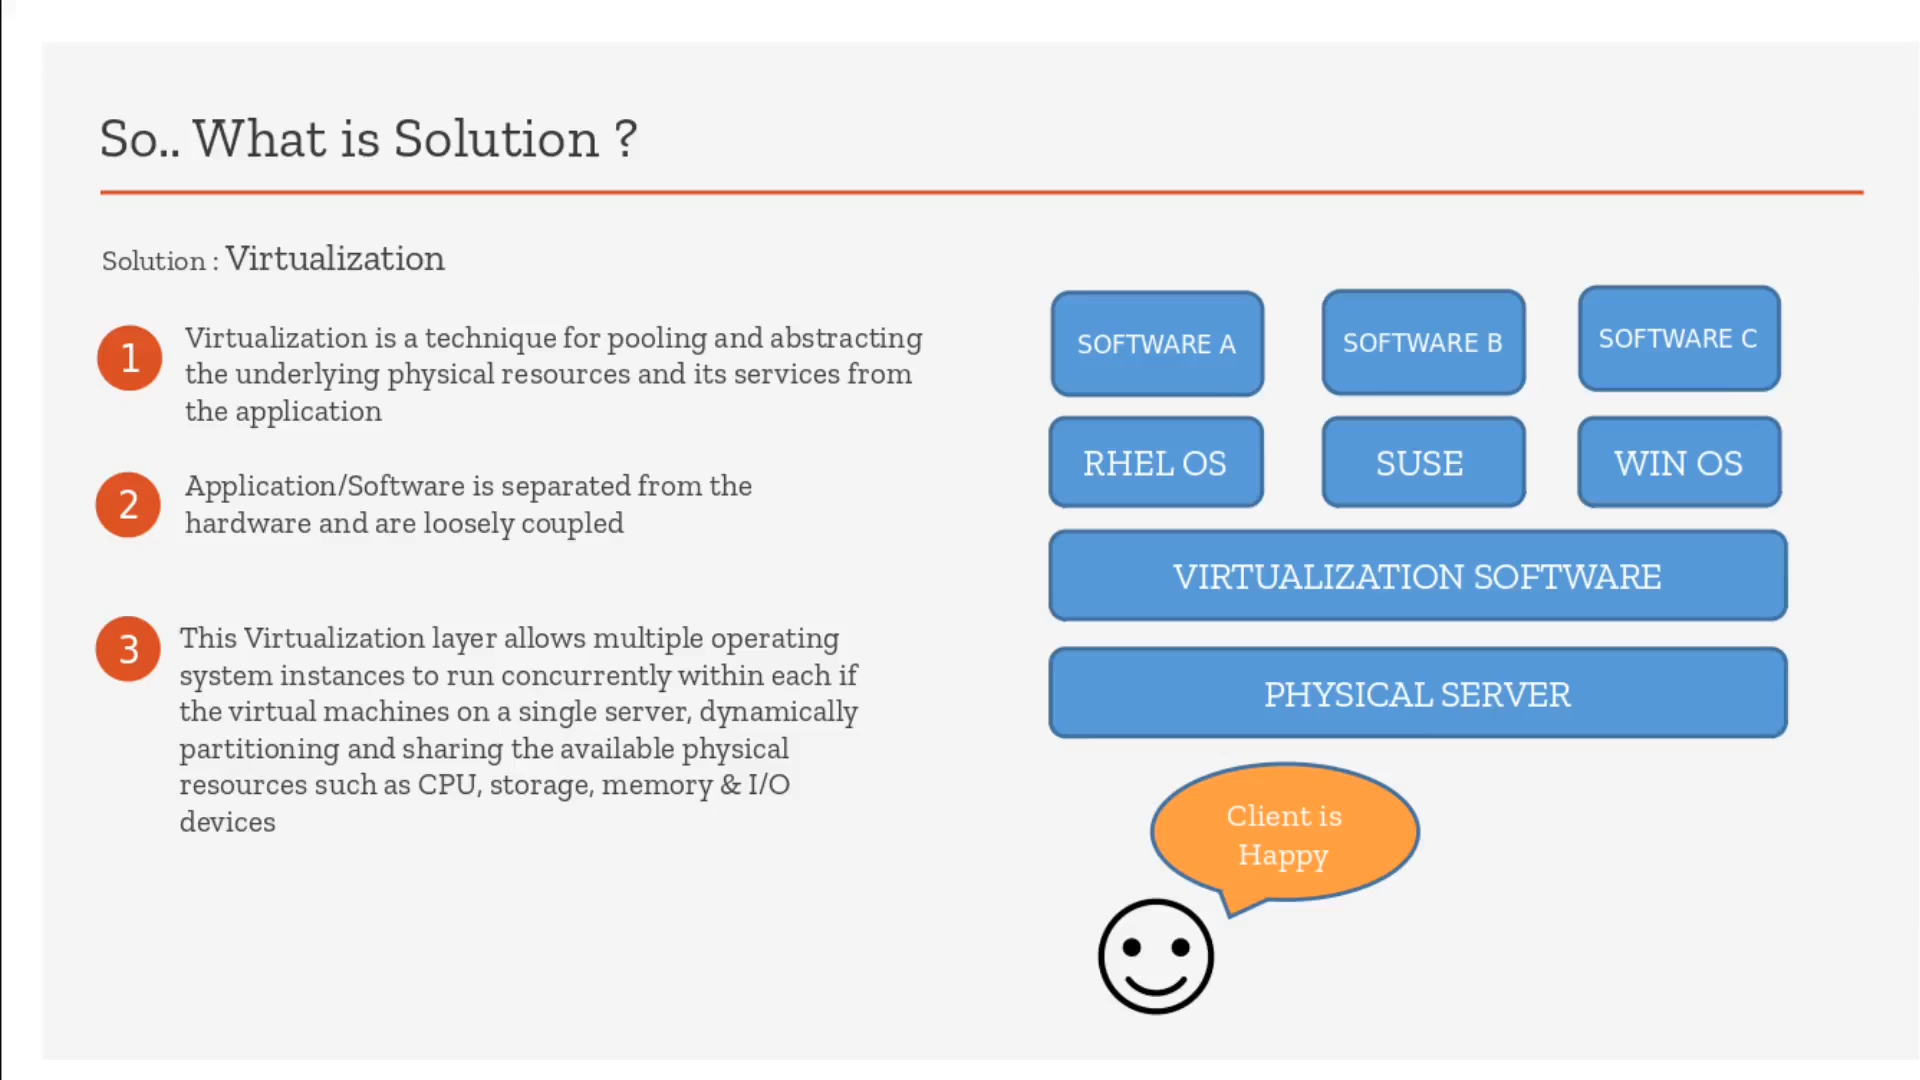 So.. What is Solution ?
Solution : Virtualization
1
Virtualization is a technique for pooling and abstracting
the underlying physical resources and its services from
the application
2
Application/Software is separated from the
hardware and are loosely coupled
3
This Virtualization layer allows multiple operating
system instances to run concurrently within each if
the virtual machines on a single server, dynamically
partitioning and sharing the available physical
resources such as CPU, storage, memory & I/O
devices
SOFTWARE A
SOFTWARE B
SOFTWARE C
RHEL OS
SUSE
WIN OS
VIRTUALIZATION SOFTWARE
PHYSICAL SERVER
Client is
Happy